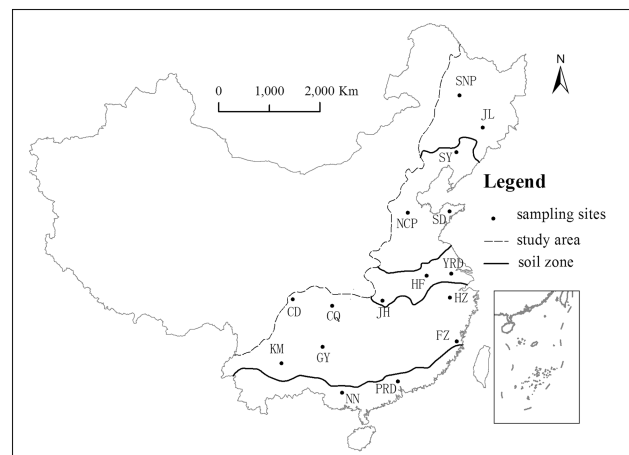 N
SNP
0 1,000 2,000 Km
JL
SY
Legend
sampling sites
NCP
SD
study area
soil zone
YRD
HF
HZ
CD
CQ
JH
FZ
KM
GY
PRD
NN